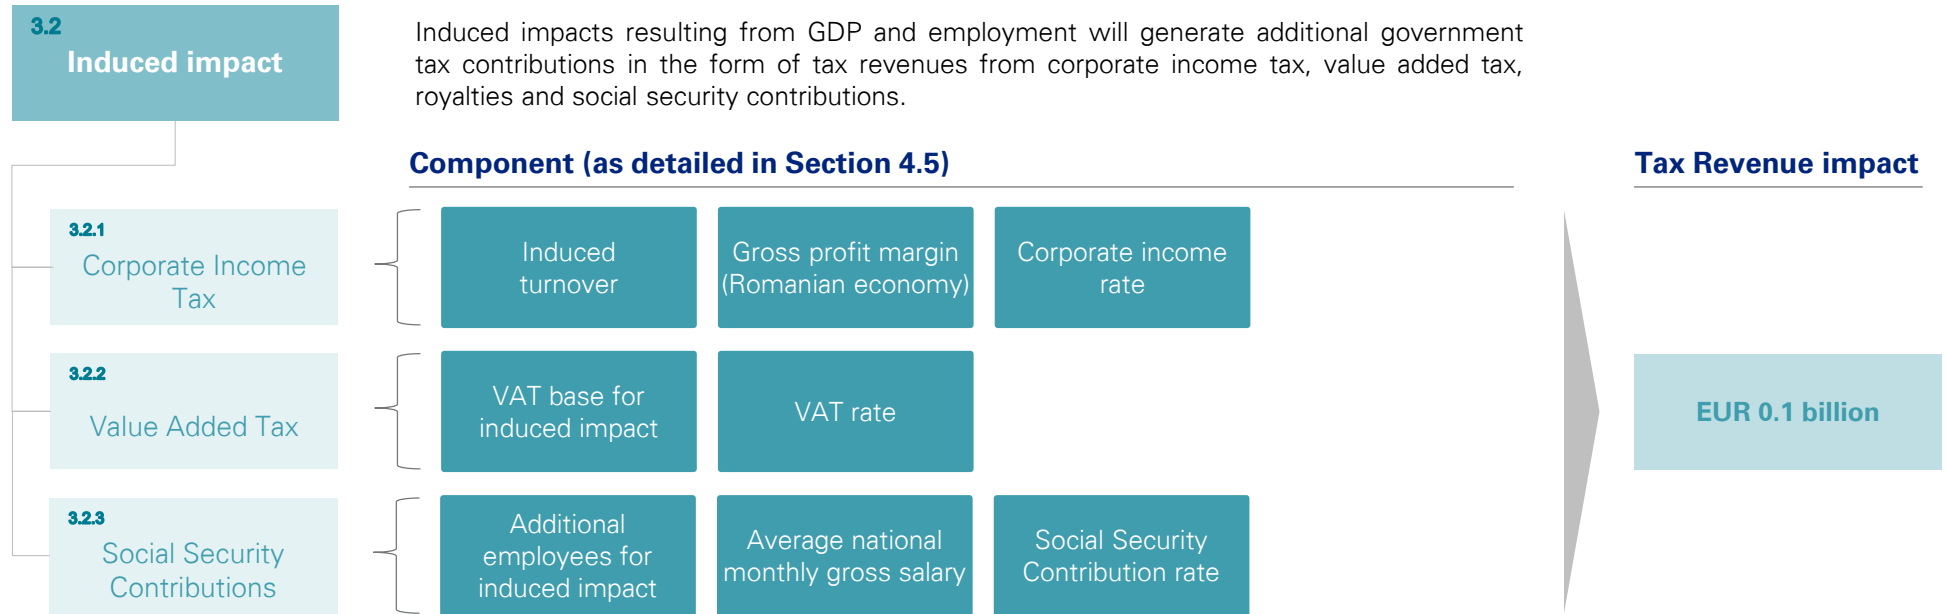 3.2
Induced impact
Induced impacts resulting from GDP and employment will generate additional government
tax contributions in the form of tax revenues from corporate income tax, value added tax,
royalties and social security contributions.
Component (as detailed in Section 4.5)
Tax Revenue impact
3.2.1
Corporate Income
Tax
Induced
turnover
Gross profit margin
(Romanian economy)
Corporate income
rate
3.2.2
Value Added Tax
VAT base for
induced impact
VAT rate
EUR 0.1 billion
3.2.3
Social Security
Contributions
Additional
employees for
induced impact
Average national
monthly gross salary
Social Security
Contribution rate